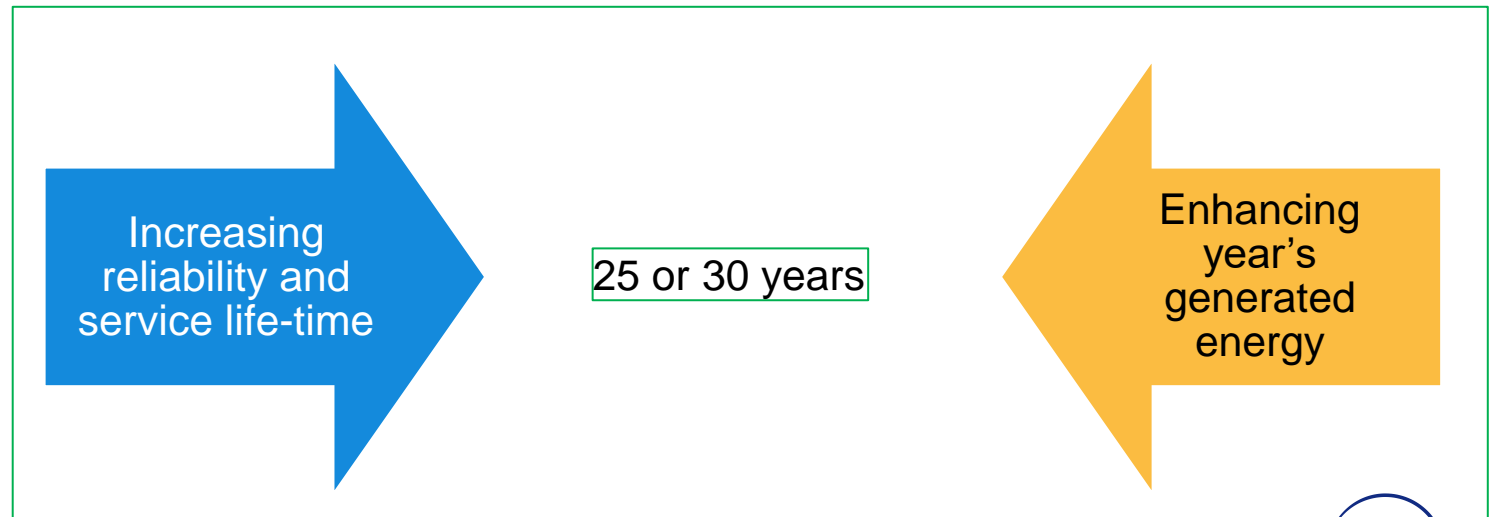 Increasing
reliability and
service life-time
25 or 30 years
Enhancing
year’s
generated
energy